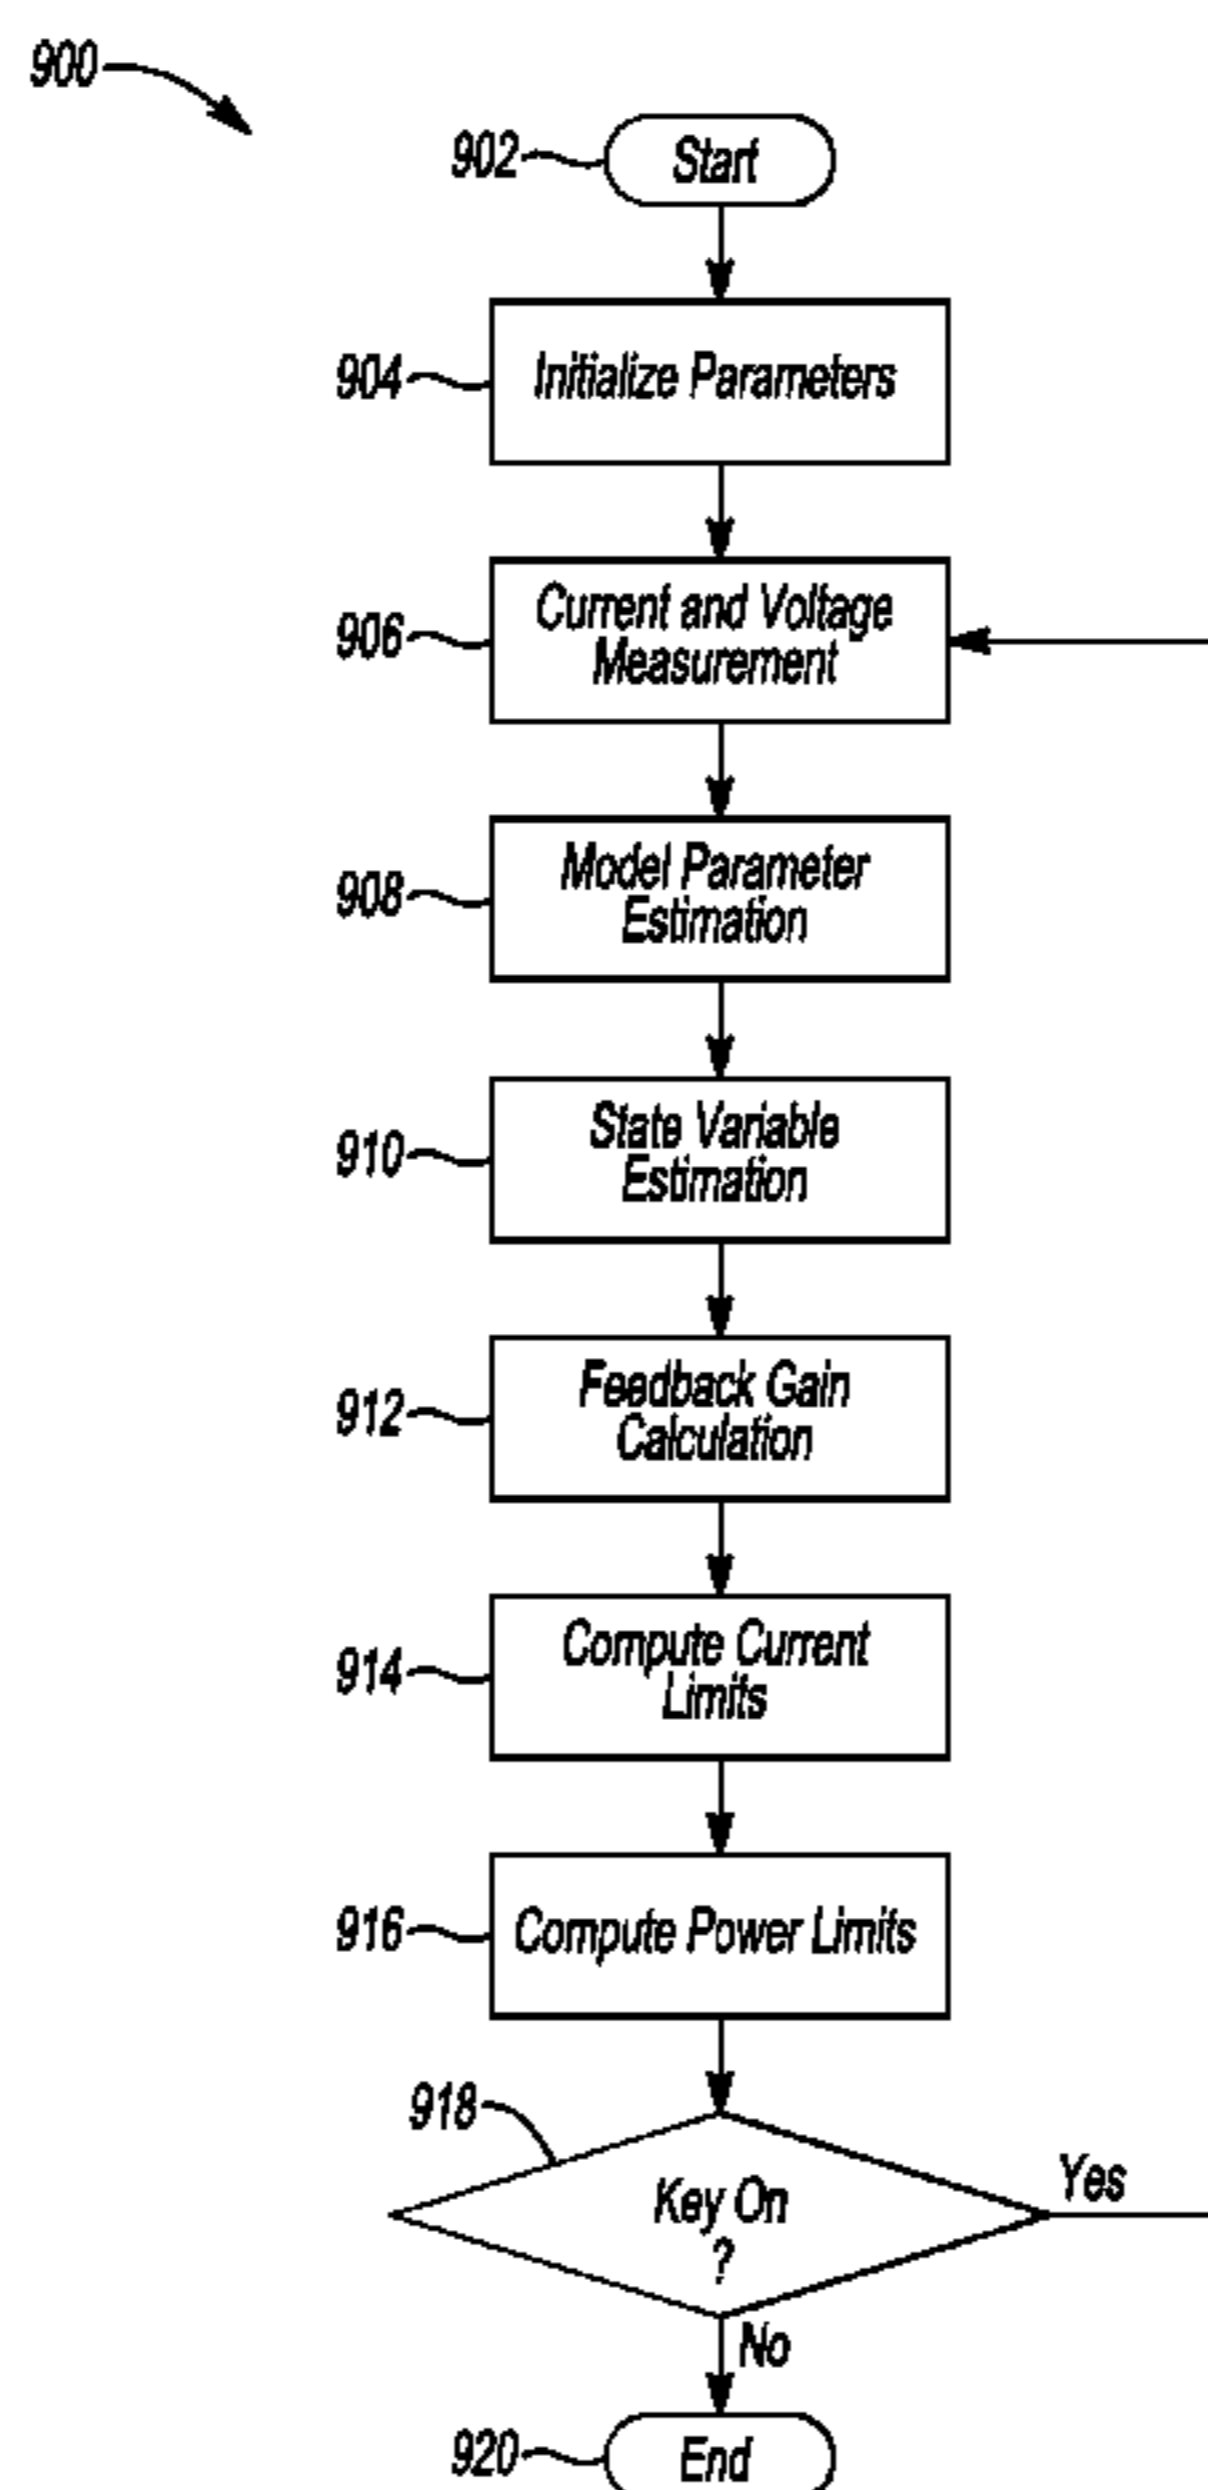 900
902
Start
904
Initialize Parameters
906
Current and Voltage
Measurement
908
Model Parameter
Estimation
910
State Variable
Estimation
912
Feedback Gain
Calculation
914
Compute Current
Limits
916
Compute Power Limits
918
Key On
?
Yes
No
920
End